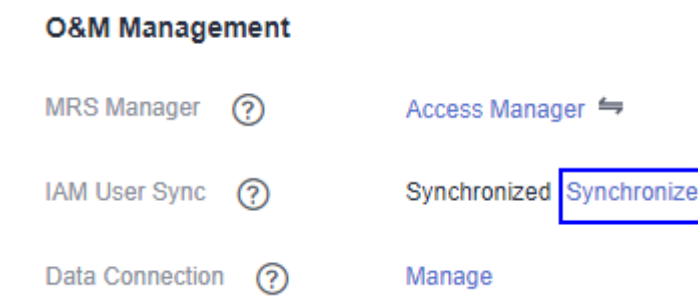 O&M Management
MRS Manager ? Access Manager ⇋
IAM User Sync ? Synchronized Synchronize
Data Connection ? Manage